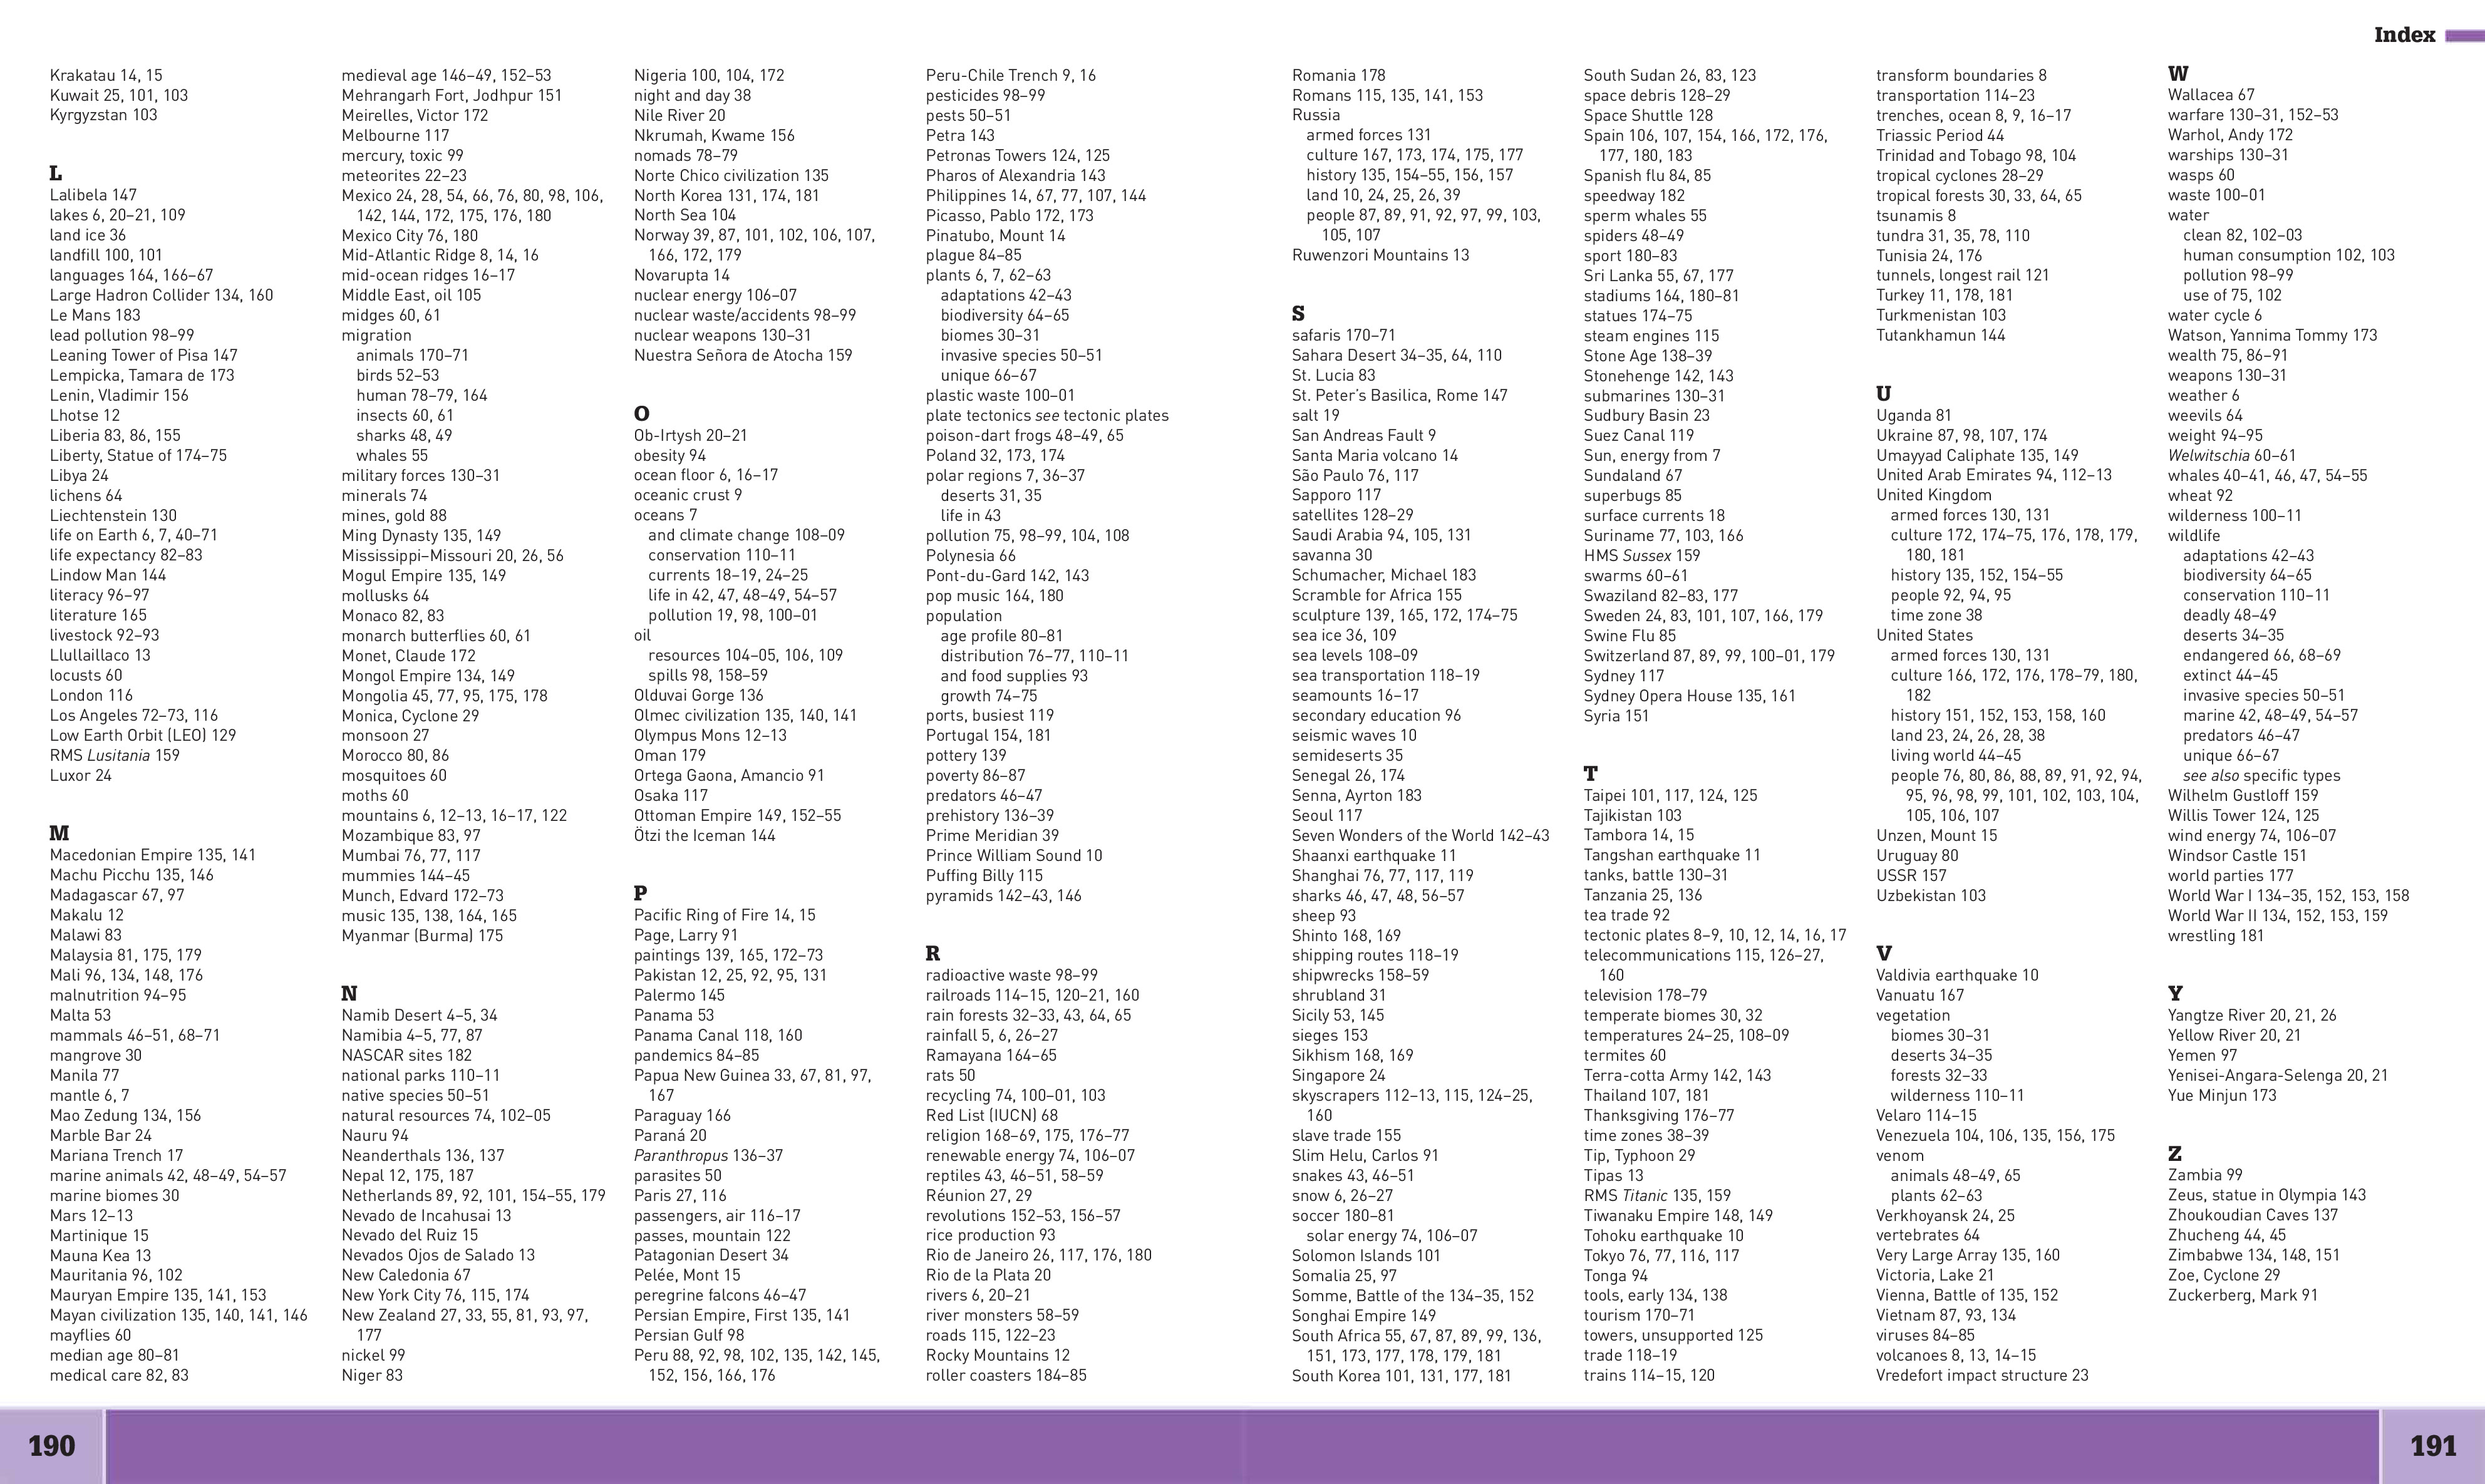 Index
Krakatau 14, 15
Kuwait 25, 101, 103
Kyrgyzstan 103
L
Lalibela 147
lakes 6, 20–21, 109
land ice 36
landfill 100, 101
languages 164, 166–67
Large Hadron Collider 134, 160
Le Mans 183
lead pollution 98–99
Leaning Tower of Pisa 147
Lempicka, Tamara de 173
Lenin, Vladimir 156
Lhotse 12
Liberia 83, 86, 155
Liberty, Statue of 174–75
Libya 24
lichens 64
Liechtenstein 130
life on Earth 6, 7, 40–71
life expectancy 82–83
Lindow Man 144
literacy 96–97
literature 165
livestock 92–93
Llullaillaco 13
locusts 60
London 116
Los Angeles 72–73, 116
Low Earth Orbit (LEO) 129
RMS Lusitania 159
Luxor 24
M
Macedonian Empire 135, 141
Machu Picchu 135, 146
Madagascar 67, 97
Makalu 12
Malawi 83
Malaysia 81, 175, 179
Mali 96, 134, 148, 176
malnutrition 94–95
Malta 53
mammals 46–51, 68–71
mangrove 30
Manila 77
mantle 6, 7
Mao Zedung 134, 156
Marble Bar 24
Mariana Trench 17
marine animals 42, 48–49, 54–57
marine biomes 30
Mars 12–13
Martinique 15
Mauna Kea 13
Mauritania 96, 102
Mauryan Empire 135, 141, 153
Mayan civilization 135, 140, 141, 146
mayflies 60
median age 80–81
medical care 82, 83
medieval age 146–49, 152–53
Mehrangarh Fort, Jodhpur 151
Meirelles, Victor 172
Melbourne 117
mercury, toxic 99
meteorites 22–23
Mexico 24, 28, 54, 66, 76, 80, 98, 106,
142, 144, 172, 175, 176, 180
Mexico City 76, 180
Mid-Atlantic Ridge 8, 14, 16
mid-ocean ridges 16–17
Middle East, oil 105
midges 60, 61
migration
animals 170–71
birds 52–53
human 78–79, 164
insects 60, 61
sharks 48, 49
whales 55
military forces 130–31
minerals 74
mines, gold 88
Ming Dynasty 135, 149
Mississippi–Missouri 20, 26, 56
Mogul Empire 135, 149
mollusks 64
Monaco 82, 83
monarch butterflies 60, 61
Monet, Claude 172
Mongol Empire 134, 149
Mongolia 45, 77, 95, 175, 178
Monica, Cyclone 29
monsoon 27
Morocco 80, 86
mosquitoes 60
moths 60
mountains 6, 12–13, 16–17, 122
Mozambique 83, 97
Mumbai 76, 77, 117
mummies 144–45
Munch, Edvard 172–73
music 135, 138, 164, 165
Myanmar (Burma) 175
N
Namib Desert 4–5, 34
Namibia 4–5, 77, 87
NASCAR sites 182
national parks 110–11
native species 50–51
natural resources 74, 102–05
Nauru 94
Neanderthals 136, 137
Nepal 12, 175, 187
Netherlands 89, 92, 101, 154–55, 179
Nevado de Incahusai 13
Nevado del Ruiz 15
Nevados Ojos de Salado 13
New Caledonia 67
New York City 76, 115, 174
New Zealand 27, 33, 55, 81, 93, 97,
177
nickel 99
Niger 83
Nigeria 100, 104, 172
night and day 38
Nile River 20
Nkrumah, Kwame 156
nomads 78–79
Norte Chico civilization 135
North Korea 131, 174, 181
North Sea 104
Norway 39, 87, 101, 102, 106, 107,
166, 172, 179
Novarupta 14
nuclear energy 106–07
nuclear waste/accidents 98–99
nuclear weapons 130–31
Nuestra Señora de Atocha 159
O
Ob-Irtysh 20–21
obesity 94
ocean floor 6, 16–17
oceanic crust 9
oceans 7
and climate change 108–09
conservation 110–11
currents 18–19, 24–25
life in 42, 47, 48–49, 54–57
pollution 19, 98, 100–01
oil
resources 104–05, 106, 109
spills 98, 158–59
Olduvai Gorge 136
Olmec civilization 135, 140, 141
Olympus Mons 12–13
Oman 179
Ortega Gaona, Amancio 91
Osaka 117
Ottoman Empire 149, 152–55
Ötzi the Iceman 144
P
Pacific Ring of Fire 14, 15
Page, Larry 91
paintings 139, 165, 172–73
Pakistan 12, 25, 92, 95, 131
Palermo 145
Panama 53
Panama Canal 118, 160
pandemics 84–85
Papua New Guinea 33, 67, 81, 97,
167
Paraguay 166
Paraná 20
Paranthropus 136–37
parasites 50
Paris 27, 116
passengers, air 116–17
passes, mountain 122
Patagonian Desert 34
Pelée, Mont 15
peregrine falcons 46–47
Persian Empire, First 135, 141
Persian Gulf 98
Peru 88, 92, 98, 102, 135, 142, 145,
152, 156, 166, 176
Peru-Chile Trench 9, 16
pesticides 98–99
pests 50–51
Petra 143
Petronas Towers 124, 125
Pharos of Alexandria 143
Philippines 14, 67, 77, 107, 144
Picasso, Pablo 172, 173
Pinatubo, Mount 14
plague 84–85
plants 6, 7, 62–63
adaptations 42–43
biodiversity 64–65
biomes 30–31
invasive species 50–51
unique 66–67
plastic waste 100–01
plate tectonics see tectonic plates
poison-dart frogs 48–49, 65
Poland 32, 173, 174
polar regions 7, 36–37
deserts 31, 35
life in 43
pollution 75, 98–99, 104, 108
Polynesia 66
Pont-du-Gard 142, 143
pop music 164, 180
population
age profile 80–81
distribution 76–77, 110–11
and food supplies 93
growth 74–75
ports, busiest 119
Portugal 154, 181
pottery 139
poverty 86–87
predators 46–47
prehistory 136–39
Prime Meridian 39
Prince William Sound 10
Puffing Billy 115
pyramids 142–43, 146
R
radioactive waste 98–99
railroads 114–15, 120–21, 160
rain forests 32–33, 43, 64, 65
rainfall 5, 6, 26–27
Ramayana 164–65
rats 50
recycling 74, 100–01, 103
Red List (IUCN) 68
religion 168–69, 175, 176–77
renewable energy 74, 106–07
reptiles 43, 46–51, 58–59
Réunion 27, 29
revolutions 152–53, 156–57
rice production 93
Rio de Janeiro 26, 117, 176, 180
Rio de la Plata 20
rivers 6, 20–21
river monsters 58–59
roads 115, 122–23
Rocky Mountains 12
roller coasters 184–85
Romania 178
Romans 115, 135, 141, 153
Russia
armed forces 131
culture 167, 173, 174, 175, 177
history 135, 154–55, 156, 157
land 10, 24, 25, 26, 39
people 87, 89, 91, 92, 97, 99, 103,
105, 107
Ruwenzori Mountains 13
S
safaris 170–71
Sahara Desert 34–35, 64, 110
St. Lucia 83
St. Peter's Basilica, Rome 147
salt 19
San Andreas Fault 9
Santa Maria volcano 14
São Paulo 76, 117
Sapporo 117
satellites 128–29
Saudi Arabia 94, 105, 131
savanna 30
Schumacher, Michael 183
Scramble for Africa 155
sculpture 139, 165, 172, 174–75
sea ice 36, 109
sea levels 108–09
sea transportation 118–19
seamounts 16–17
secondary education 96
seismic waves 10
semideserts 35
Senegal 26, 174
Senna, Ayrton 183
Seoul 117
Seven Wonders of the World 142–43
Shaanxi earthquake 11
Shanghai 76, 77, 117, 119
sharks 46, 47, 48, 56–57
sheep 93
Shinto 168, 169
shipping routes 118–19
shipwrecks 158–59
shrubland 31
Sicily 53, 145
sieges 153
Sikhism 168, 169
Singapore 24
skyscrapers 112–13, 115, 124–25,
160
slave trade 155
Slim Helu, Carlos 91
snakes 43, 46–51
snow 6, 26–27
soccer 180–81
solar energy 74, 106–07
Solomon Islands 101
Somalia 25, 97
Somme, Battle of the 134–35, 152
Songhai Empire 149
South Africa 55, 67, 87, 89, 99, 136,
151, 173, 177, 178, 179, 181
South Korea 101, 131, 177, 181
South Sudan 26, 83, 123
space debris 128–29
Space Shuttle 128
Spain 106, 107, 154, 166, 172, 176,
177, 180, 183
Spanish flu 84, 85
speedway 182
sperm whales 55
spiders 48–49
sport 180–83
Sri Lanka 55, 67, 177
stadiums 164, 180–81
statues 174–75
steam engines 115
Stone Age 138–39
Stonehenge 142, 143
submarines 130–31
Sudbury Basin 23
Suez Canal 119
Sun, energy from 7
Sundaland 67
superbugs 85
surface currents 18
Suriname 77, 103, 166
HMS Sussex 159
swarms 60–61
Swaziland 82–83, 177
Sweden 24, 83, 101, 107, 166, 179
Swine Flu 85
Switzerland 87, 89, 99, 100–01, 179
Sydney 117
Sydney Opera House 135, 161
Syria 151
T
Taipei 101, 117, 124, 125
Tajikistan 103
Tambora 14, 15
Tangshan earthquake 11
tanks, battle 130–31
Tanzania 25, 136
tea trade 92
tectonic plates 8–9, 10, 12, 14, 16, 17
telecommunications 115, 126–27,
160
television 178–79
temperate biomes 30, 32
temperatures 24–25, 108–09
termites 60
Terra-cotta Army 142, 143
Thailand 107, 181
Thanksgiving 176–77
time zones 38–39
Tip, Typhoon 29
Tipas 13
RMS Titanic 135, 159
Tiwanaku Empire 148, 149
Tohoku earthquake 10
Tokyo 76, 77, 116, 117
Tonga 94
tools, early 134, 138
tourism 170–71
towers, unsupported 125
trade 118–19
trains 114–15, 120
transform boundaries 8
transportation 114–23
trenches, ocean 8, 9, 16–17
Triassic Period 44
Trinidad and Tobago 98, 104
tropical cyclones 28–29
tropical forests 30, 33, 64, 65
tsunamis 8
tundra 31, 35, 78, 110
Tunisia 24, 176
tunnels, longest rail 121
Turkey 11, 178, 181
Turkmenistan 103
Tutankhamun 144
U
Uganda 81
Ukraine 87, 98, 107, 174
Umayyad Caliphate 135, 149
United Arab Emirates 94, 112–13
United Kingdom
armed forces 130, 131
culture 172, 174–75, 176, 178, 179,
180, 181
history 135, 152, 154–55
people 92, 94, 95
time zone 38
United States
armed forces 130, 131
culture 166, 172, 176, 178–79, 180,
182
history 151, 152, 153, 158, 160
land 23, 24, 26, 28, 38
living world 44–45
people 76, 80, 86, 88, 89, 91, 92, 94,
95, 96, 98, 99, 101, 102, 103, 104,
105, 106, 107
Unzen, Mount 15
Uruguay 80
USSR 157
Uzbekistan 103
V
Valdivia earthquake 10
Vanuatu 167
vegetation
biomes 30–31
deserts 34–35
forests 32–33
wilderness 110–11
Velaro 114–15
Venezuela 104, 106, 135, 156, 175
venom
animals 48–49, 65
plants 62–63
Verkhoyansk 24, 25
vertebrates 64
Very Large Array 135, 160
Victoria, Lake 21
Vienna, Battle of 135, 152
Vietnam 87, 93, 134
viruses 84–85
volcanoes 8, 13, 14–15
Vredefort impact structure 23
W
Wallacea 67
warfare 130–31, 152–53
Warhol, Andy 172
warships 130–31
wasps 60
waste 100–01
water
clean 82, 102–03
human consumption 102, 103
pollution 98–99
use of 75, 102
water cycle 6
Watson, Yannima Tommy 173
wealth 75, 86–91
weapons 130–31
weather 6
weevils 64
weight 94–95
Welwitschia 60–61
whales 40–41, 46, 47, 54–55
wheat 92
wilderness 100–11
wildlife
adaptations 42–43
biodiversity 64–65
conservation 110–11
deadly 48–49
deserts 34–35
endangered 66, 68–69
extinct 44–45
invasive species 50–51
marine 42, 48–49, 54–57
predators 46–47
unique 66–67
see also specific types
Wilhelm Gustloff 159
Willis Tower 124, 125
wind energy 74, 106–07
Windsor Castle 151
world parties 177
World War I 134–35, 152, 153, 158
World War II 134, 152, 153, 159
wrestling 181
Y
Yangtze River 20, 21, 26
Yellow River 20, 21
Yemen 97
Yenisei-Angara-Selenga 20, 21
Yue Minjun 173
Z
Zambia 99
Zeus, statue in Olympia 143
Zhoukoudian Caves 137
Zhucheng 44, 45
Zimbabwe 134, 148, 151
Zoe, Cyclone 29
Zuckerberg, Mark 91
190
191